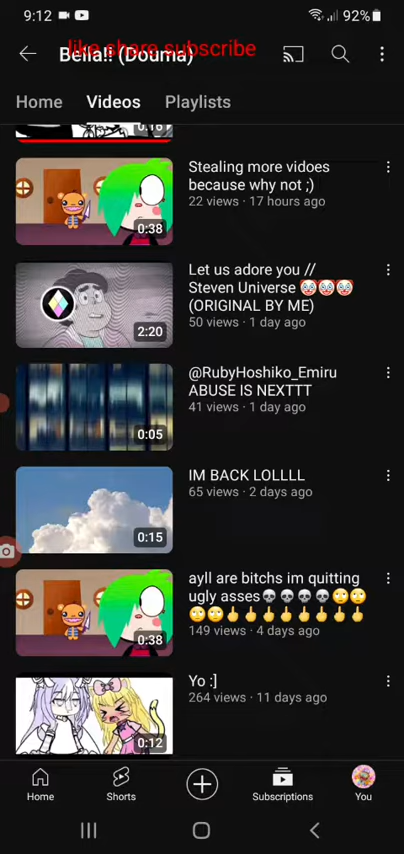 9:12 92%
like share subscribe
Bella!! (Douma)
Home Videos Playlists
0:16
Stealing more vidoes
because why not ;)
22 views · 17 hours ago
0:38
Let us adore you //
Steven Universe 🤡🤡🤡
(ORIGINAL BY ME)
50 views · 1 day ago
2:20
@RubyHoshiko_Emiru
ABUSE IS NEXTTT
41 views · 1 day ago
0:05
IM BACK LOLLLL
65 views · 2 days ago
0:15
ayll are bitchs im quitting
ugly asses💀💀💀💀🙄🙄
🙄🙄🖕🖕🖕🖕🖕🖕🖕🖕
149 views · 4 days ago
0:38
Yo :]
264 views · 11 days ago
0:12
Home Shorts Subscriptions You